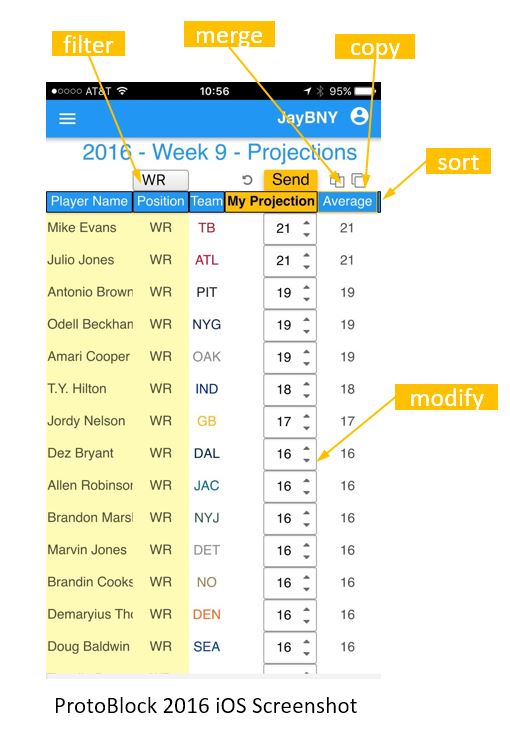 filter
merge
copy
AT&T
10:56
95%
JayBNY
2016 - Week 9 - Projections
sort
WR
Send
Player Name Position Team My Projection Average
Mike Evans WR TB 21 21
Julio Jones WR ATL 21 21
Antonio Brown WR PIT 19 19
Odell Beckhan WR NYG 19 19
Amari Cooper WR OAK 19 19
T.Y. Hilton WR IND 18 18
modify
Jordy Nelson WR GB 17 17
Dez Bryant WR DAL 16 16
Allen Robinson WR JAC 16 16
Brandon Mars WR NYJ 16 16
Marvin Jones WR DET 16 16
Brandin Cooks WR NO 16 16
Demaryius Tho WR DEN 16 16
Doug Baldwin WR SEA 16 16
ProtoBlock 2016 iOS Screenshot